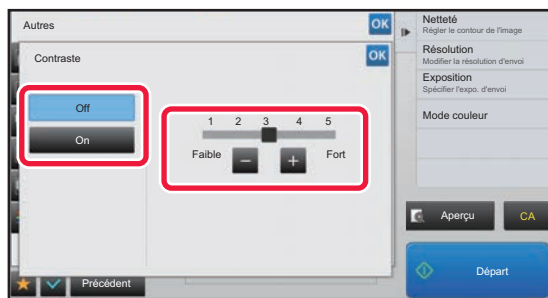 Autres
OK
Contraste
OK
Off
On
1 2 3 4 5
Faible
−
+
Fort
Précédent
Netteté
Régler le contour de l'image
Résolution
Modifier la résolution d'envoi
Exposition
Spécifier l'expo. d'envoi
Mode couleur
Aperçu
CA
Départ